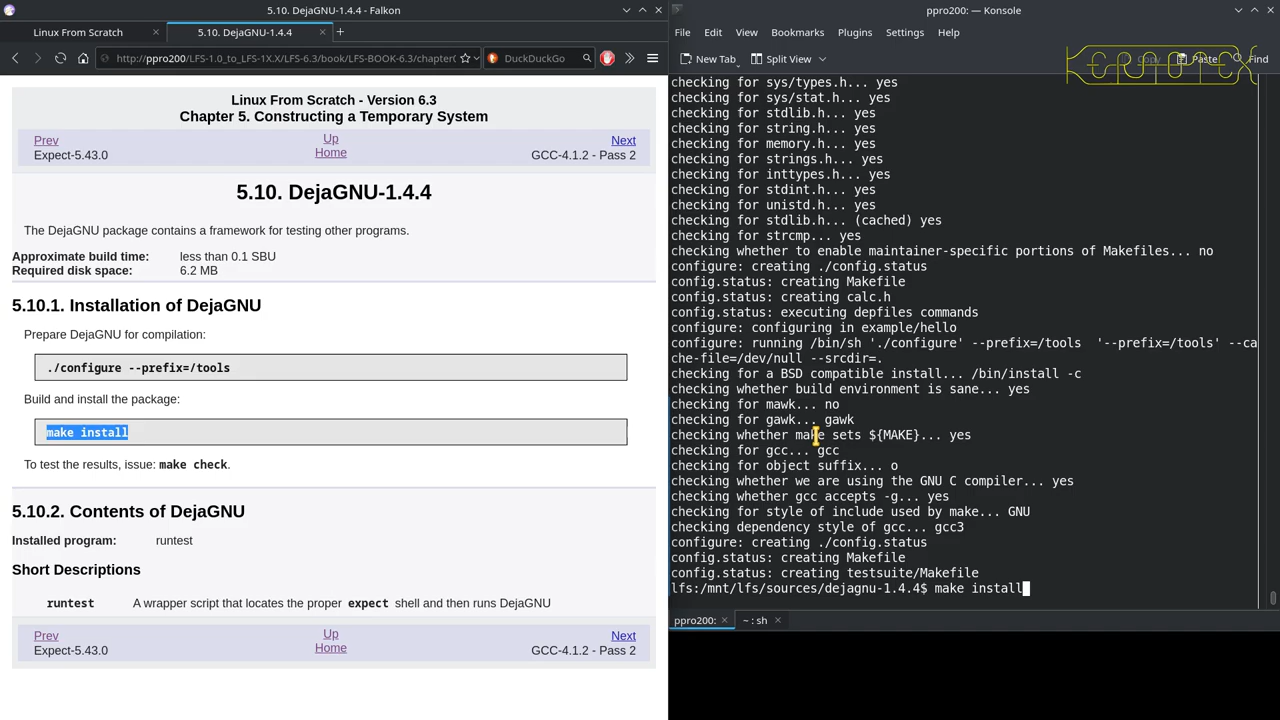 5.10. DejaGNU-1.4.4 - Falkon
Linux From Scratch
5.10. DejaGNU-1.4.4
http://ppro200/LFS-1.0_to_LFS-1X.X/LFS-6.3/book/LFS-BOOK-6.3/chapter(
DuckDuckGo
Linux From Scratch - Version 6.3
Chapter 5. Constructing a Temporary System
Prev Up Next
Expect-5.43.0 Home GCC-4.1.2 - Pass 2
5.10. DejaGNU-1.4.4
The DejaGNU package contains a framework for testing other programs.
Approximate build time: less than 0.1 SBU
Required disk space: 6.2 MB
5.10.1. Installation of DejaGNU
Prepare DejaGNU for compilation:
./configure --prefix=/tools
Build and install the package:
make install
To test the results, issue: make check.
5.10.2. Contents of DejaGNU
Installed program: runtest
Short Descriptions
runtest A wrapper script that locates the proper expect shell and then runs DejaGNU
Prev Up Next
Expect-5.43.0 Home GCC-4.1.2 - Pass 2
ppro200: — Konsole
File Edit View Bookmarks Plugins Settings Help
New Tab Split View Copy Paste Find
checking for sys/types.h... yes
checking for sys/stat.h... yes
checking for stdlib.h... yes
checking for string.h... yes
checking for memory.h... yes
checking for strings.h... yes
checking for inttypes.h... yes
checking for stdint.h... yes
checking for unistd.h... yes
checking for stdlib.h... (cached) yes
checking for strcmp... yes
checking whether to enable maintainer-specific portions of Makefiles... no
configure: creating ./config.status
config.status: creating Makefile
config.status: creating calc.h
config.status: executing depfiles commands
configure: configuring in example/hello
configure: running /bin/sh './configure' --prefix=/tools  '--prefix=/tools' --ca
che-file=/dev/null --srcdir=.
checking for a BSD compatible install... /bin/install -c
checking whether build environment is sane... yes
checking for mawk... no
checking for gawk... gawk
checking whether make sets ${MAKE}... yes
checking for gcc... gcc
checking for object suffix... o
checking whether we are using the GNU C compiler... yes
checking whether gcc accepts -g... yes
checking for style of include used by make... GNU
checking dependency style of gcc... gcc3
configure: creating ./config.status
config.status: creating Makefile
config.status: creating testsuite/Makefile
lfs:/mnt/lfs/sources/dejagnu-1.4.4$ make install
ppro200: ~ : sh